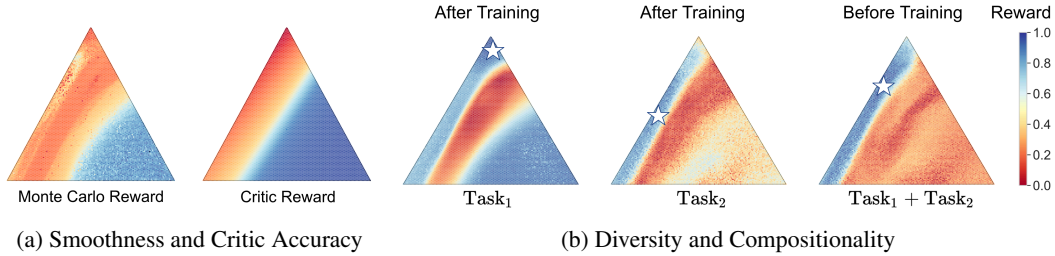 After Training
After Training
Before Training
Reward
1.0
0.8
0.6
0.4
0.2
0.0
Monte Carlo Reward
Critic Reward
Task₁
Task₂
Task₁ + Task₂
(a) Smoothness and Critic Accuracy
(b) Diversity and Compositionality